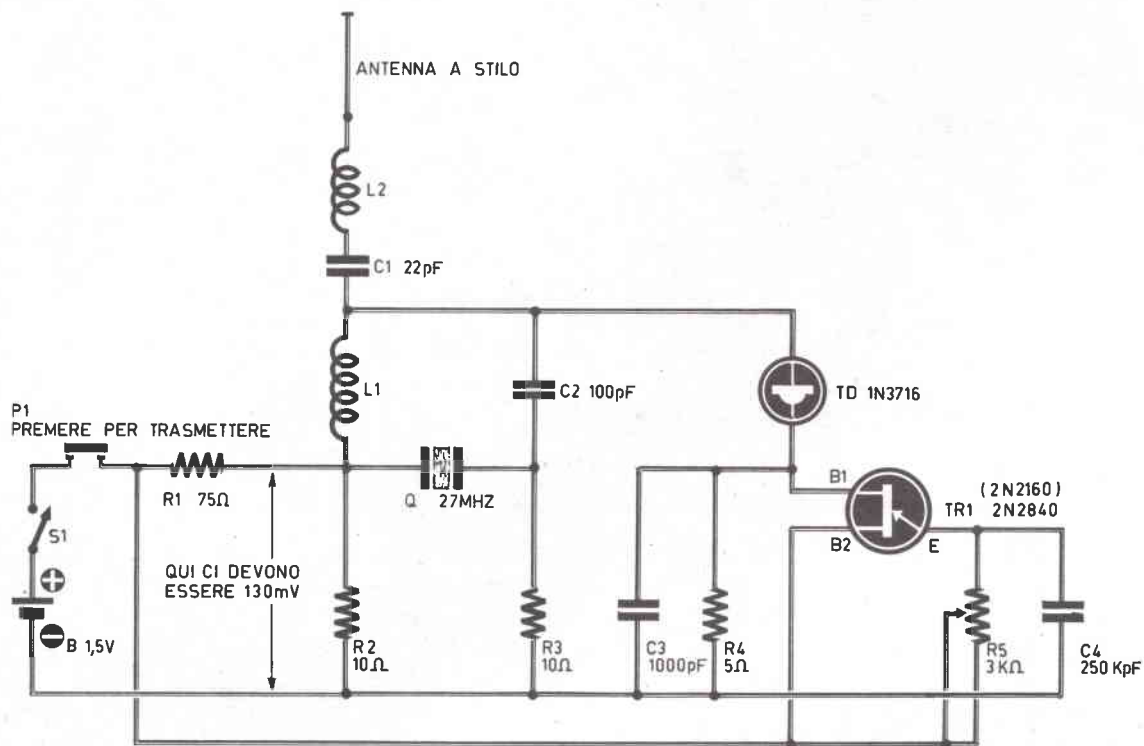 ANTENNA A STILO
L2
C1 22pF
L1
C2 100pF
TD 1N3716
P1
PREMERE PER TRASMETTERE
R1 75Ω
Q 27MHZ
S1
QUI CI DEVONO
ESSERE 130mV
B 1,5V
R2
10Ω
R3
10Ω
C3
1000pF
R4
5Ω
B1
B2
E
(2N2160)
TR1 2N2840
R5
3KΩ
C4
250KpF